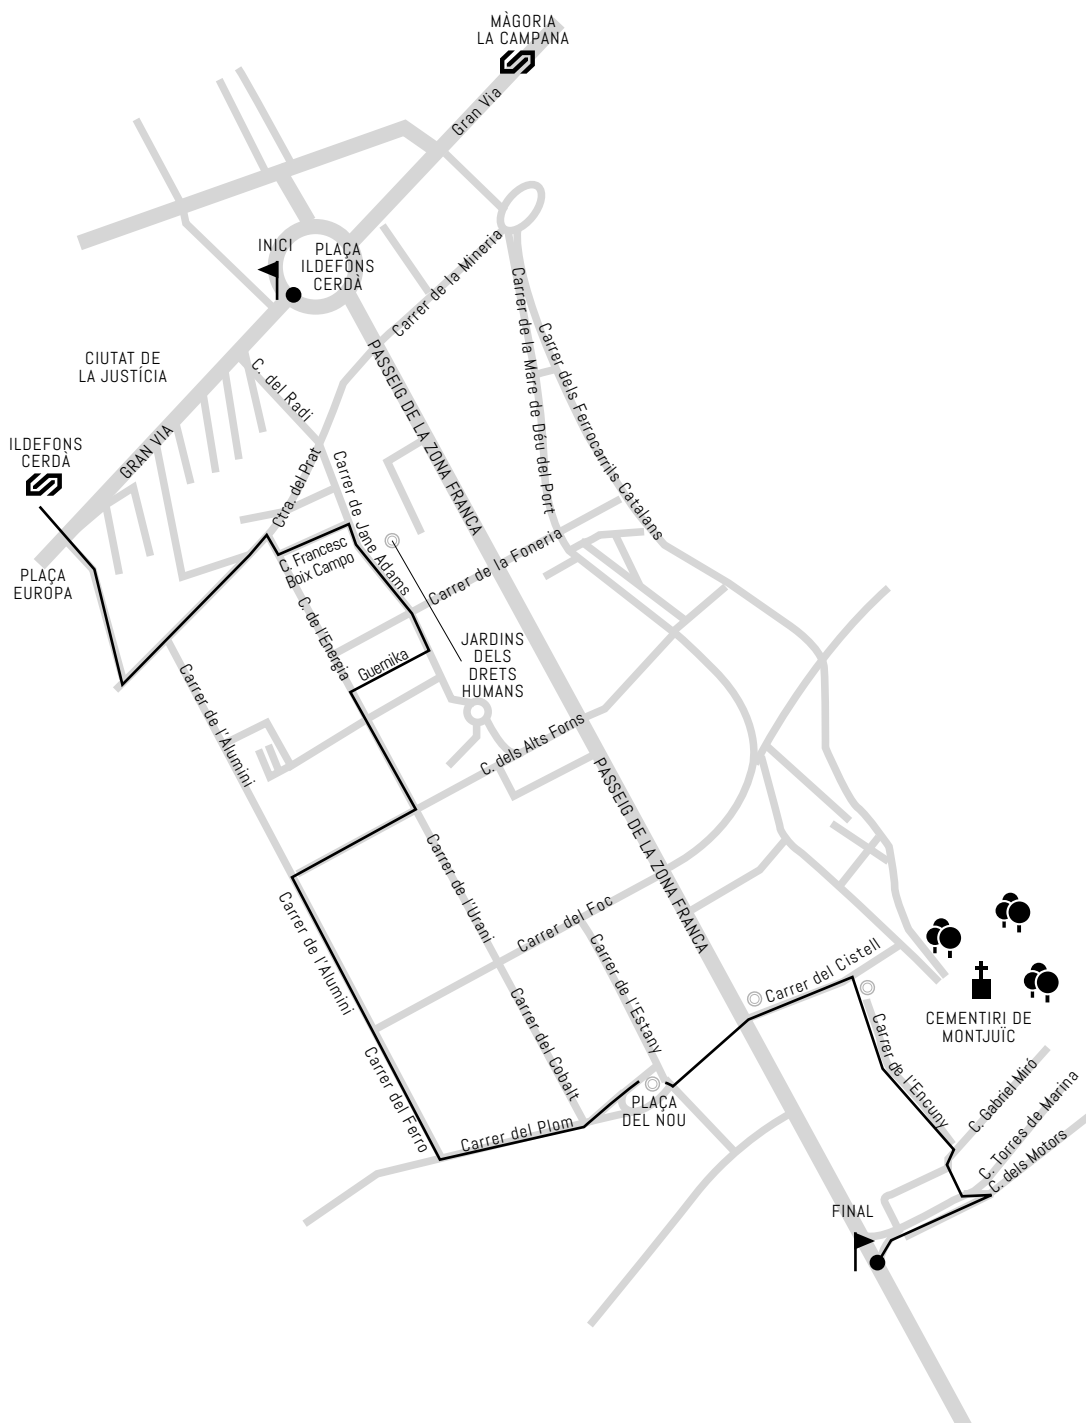 MÀGORIA
LA CAMPANA
Gran Via
INICI
PLAÇA
ILDEFONS
CERDÀ
Carrer de la Mineria
Carrer de la Mare de Déu del Port
Carrer dels Ferrocarrils Catalans
CIUTAT DE
LA JUSTÍCIA
C. del Radi
PASSEIG DE LA ZONA FRANCA
GRAN VIA
ILDEFONS
CERDÀ
Ctra. del Prat
Carrer de Jane Adams
PLAÇA
EUROPA
C. Francesc
Boix Campo
Carrer de la Foneria
C. de l'Energia
JARDINS
DELS
DRETS
HUMANS
Guernika
Carrer de l'Alumini
C. dels Alts Forns
PASSEIG DE LA ZONA FRANCA
Carrer de l'Urani
Carrer de l'Alumini
Carrer del Foc
Carrer de l'Estany
Carrer del Cistell
Carrer del Cobalt
Carrer de l'Encuny
CEMENTIRI DE
MONTJUÏC
Carrer del Ferro
C. Gabriel Miró
C. Torres de Marina
C. dels Motors
PLAÇA
DEL NOU
Carrer del Plom
FINAL